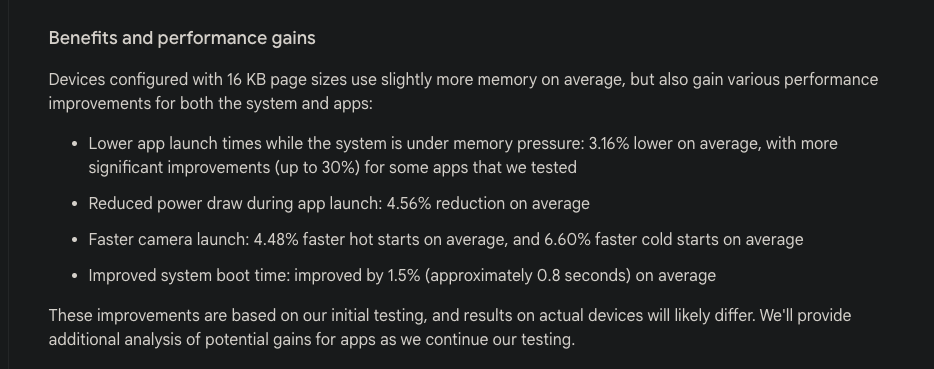 Benefits and performance gains
Devices configured with 16 KB page sizes use slightly more memory on average, but also gain various performance
improvements for both the system and apps:
• Lower app launch times while the system is under memory pressure: 3.16% lower on average, with more
significant improvements (up to 30%) for some apps that we tested
• Reduced power draw during app launch: 4.56% reduction on average
• Faster camera launch: 4.48% faster hot starts on average, and 6.60% faster cold starts on average
• Improved system boot time: improved by 1.5% (approximately 0.8 seconds) on average
These improvements are based on our initial testing, and results on actual devices will likely differ. We'll provide
additional analysis of potential gains for apps as we continue our testing.